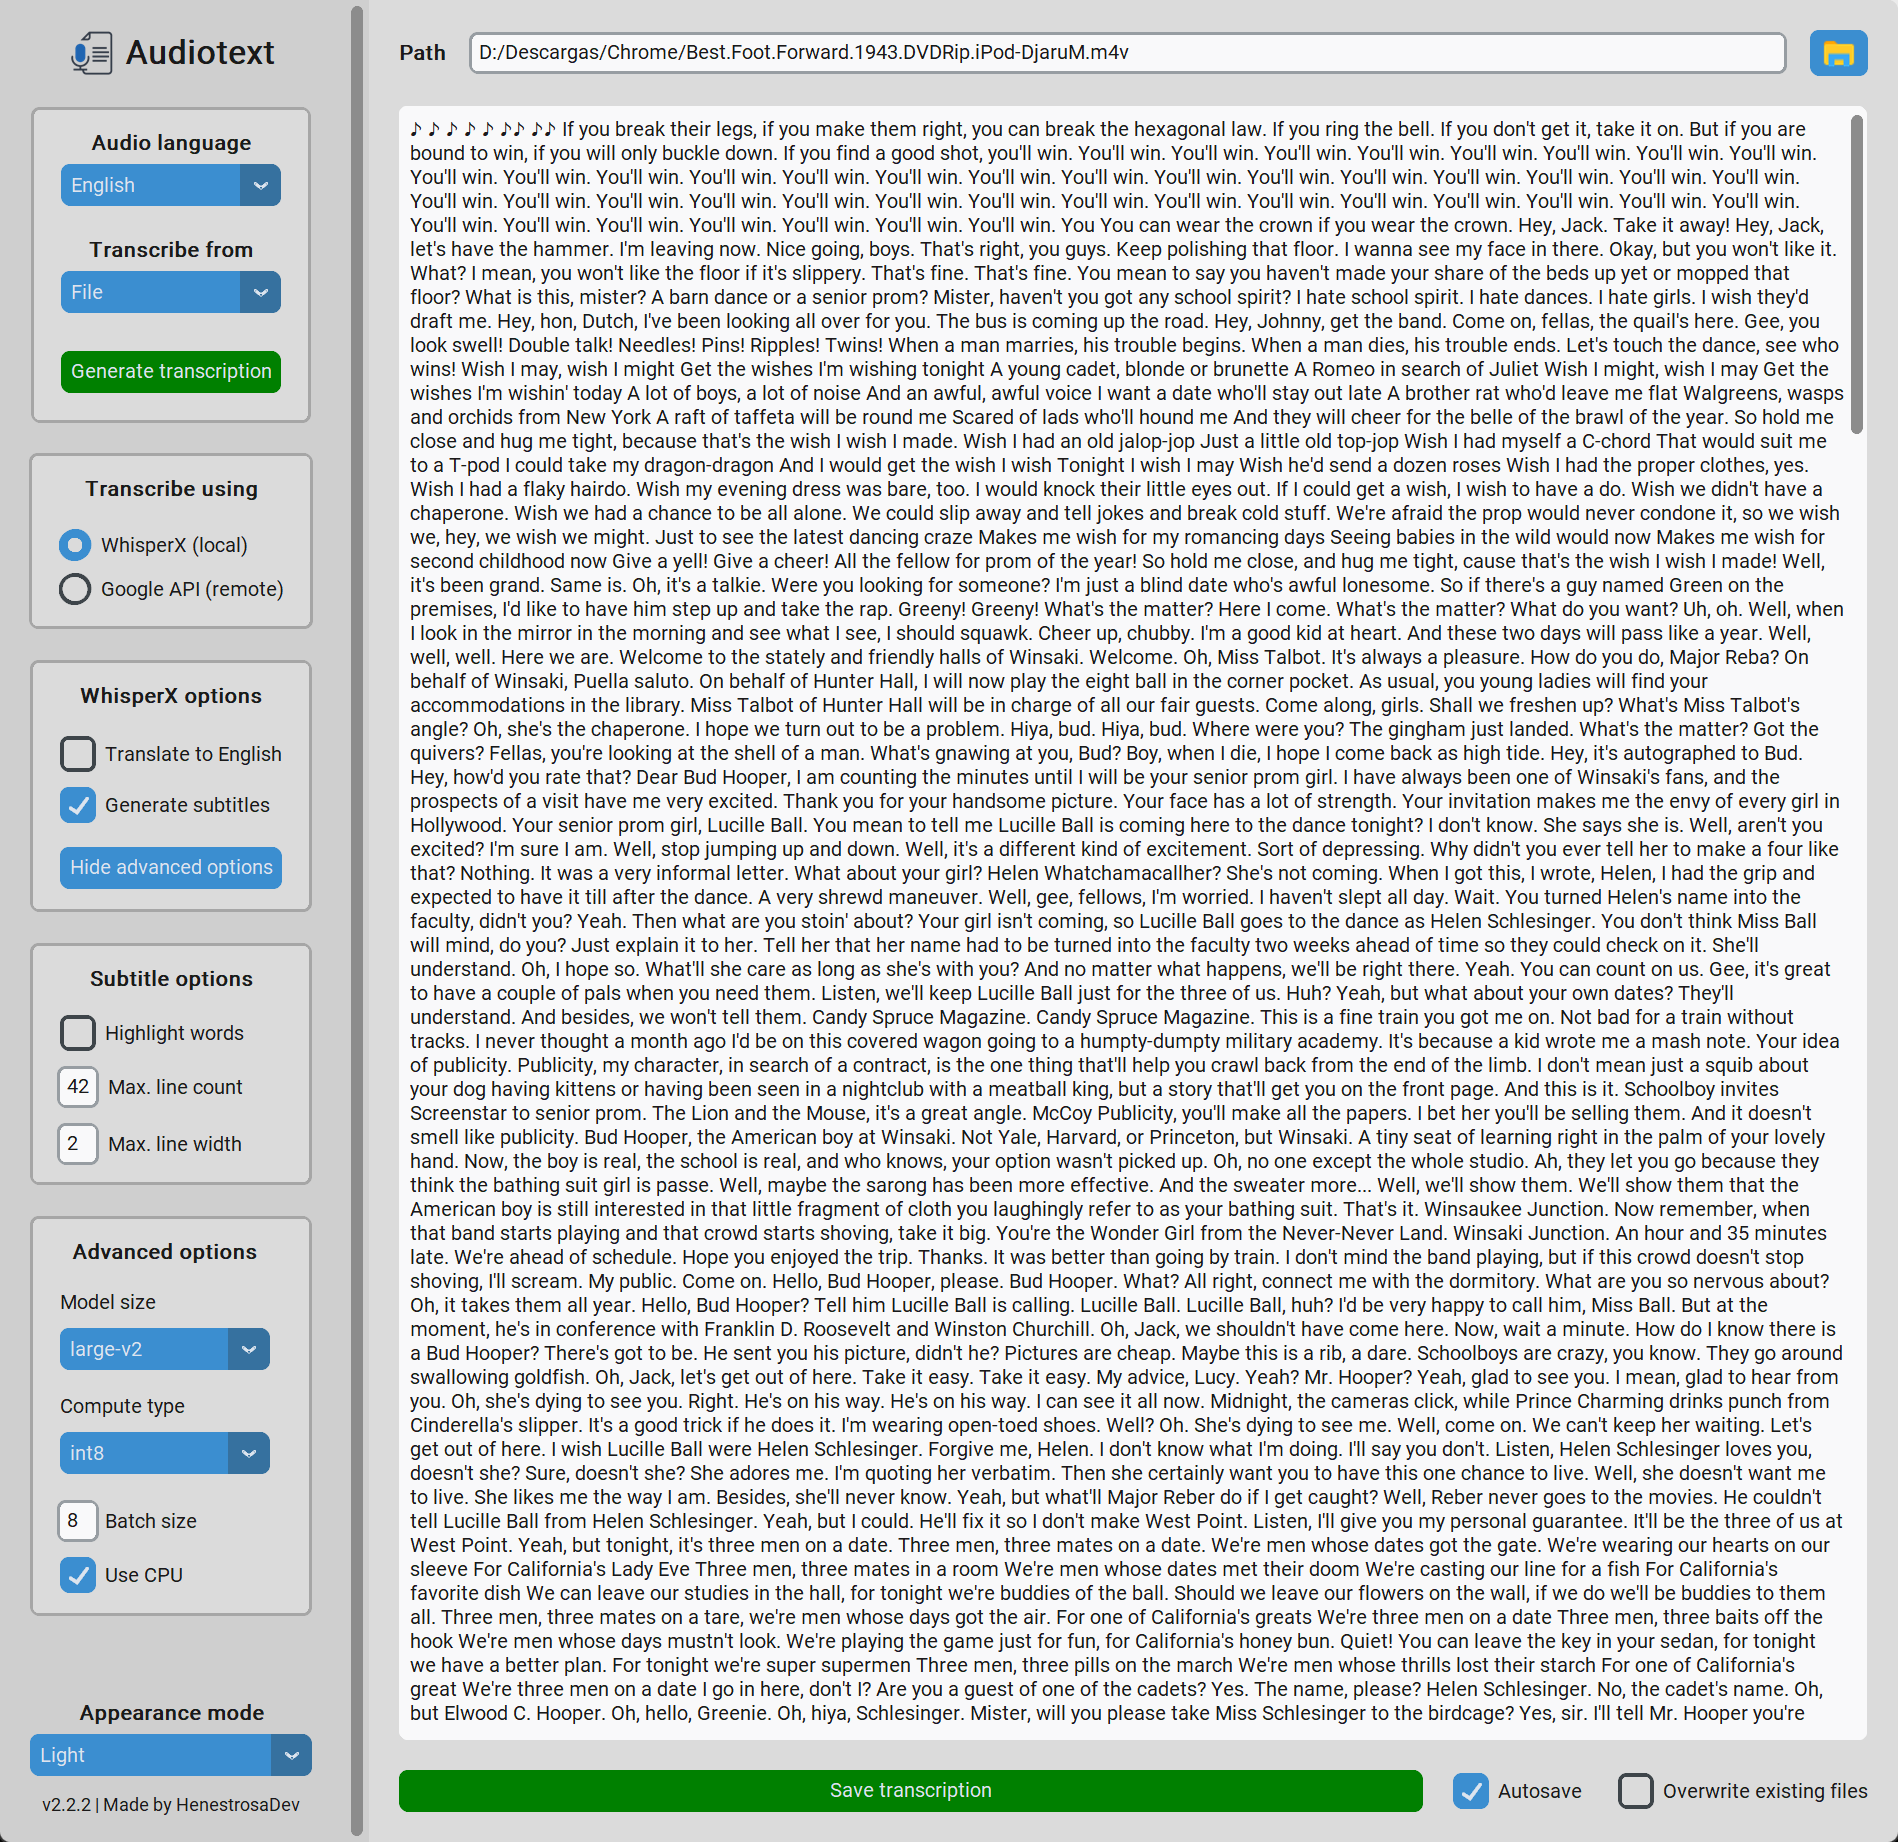 Audiotext
Audio language
English
Transcribe from
File
Generate transcription
Transcribe using
WhisperX (local)
Google API (remote)
WhisperX options
Translate to English
Generate subtitles
Hide advanced options
Subtitle options
Highlight words
42 Max. line count
2 Max. line width
Advanced options
Model size
large-v2
Compute type
int8
8 Batch size
Use CPU
Appearance mode
Light
v2.2.2 | Made by HenestrosaDev
Path D:/Descargas/Chrome/Best.Foot.Forward.1943.DVDRip.iPod-DjaruM.m4v
♪ ♪ ♪ ♪ ♪ ♪♪ ♪♪ If you break their legs, if you make them right, you can break the hexagonal law. If you ring the bell. If you don't get it, take it on. But if you are
bound to win, if you will only buckle down. If you find a good shot, you'll win. You'll win. You'll win. You'll win. You'll win. You'll win. You'll win. You'll win. You'll win.
You'll win. You'll win. You'll win. You'll win. You'll win. You'll win. You'll win. You'll win. You'll win. You'll win. You'll win. You'll win. You'll win. You'll win. You'll win.
You'll win. You'll win. You'll win. You'll win. You'll win. You'll win. You'll win. You'll win. You'll win. You'll win. You'll win. You'll win. You'll win. You'll win. You'll win.
You'll win. You'll win. You'll win. You'll win. You'll win. You'll win. You'll win. You You can wear the crown if you wear the crown. Hey, Jack. Take it away! Hey, Jack,
let's have the hammer. I'm leaving now. Nice going, boys. That's right, you guys. Keep polishing that floor. I wanna see my face in there. Okay, but you won't like it.
What? I mean, you won't like the floor if it's slippery. That's fine. That's fine. You mean to say you haven't made your share of the beds up yet or mopped that
floor? What is this, mister? A barn dance or a senior prom? Mister, haven't you got any school spirit? I hate school spirit. I hate dances. I hate girls. I wish they'd
draft me. Hey, hon, Dutch, I've been looking all over for you. The bus is coming up the road. Hey, Johnny, get the band. Come on, fellas, the quail's here. Gee, you
look swell! Double talk! Needles! Pins! Ripples! Twins! When a man marries, his trouble begins. When a man dies, his trouble ends. Let's touch the dance, see who
wins! Wish I may, wish I might Get the wishes I'm wishing tonight A young cadet, blonde or brunette A Romeo in search of Juliet Wish I might, wish I may Get the
wishes I'm wishin' today A lot of boys, a lot of noise And an awful, awful voice I want a date who'll stay out late A brother rat who'd leave me flat Walgreens, wasps
and orchids from New York A raft of taffeta will be round me Scared of lads who'll hound me And they will cheer for the belle of the brawl of the year. So hold me
close and hug me tight, because that's the wish I wish I made. Wish I had an old jalop-jop Just a little old top-jop Wish I had myself a C-chord That would suit me
to a T-pod I could take my dragon-dragon And I would get the wish I wish Tonight I wish I may Wish he'd send a dozen roses Wish I had the proper clothes, yes.
Wish I had a flaky hairdo. Wish my evening dress was bare, too. I would knock their little eyes out. If I could get a wish, I wish to have a do. Wish we didn't have a
chaperone. Wish we had a chance to be all alone. We could slip away and tell jokes and break cold stuff. We're afraid the prop would never condone it, so we wish
we, hey, we wish we might. Just to see the latest dancing craze Makes me wish for my romancing days Seeing babies in the wild would now Makes me wish for
second childhood now Give a yell! Give a cheer! All the fellow for prom of the year! So hold me close, and hug me tight, cause that's the wish I wish I made! Well,
it's been grand. Same is. Oh, it's a talkie. Were you looking for someone? I'm just a blind date who's awful lonesome. So if there's a guy named Green on the
premises, I'd like to have him step up and take the rap. Greeny! Greeny! What's the matter? Here I come. What's the matter? What do you want? Uh, oh. Well, when
I look in the mirror in the morning and see what I see, I should squawk. Cheer up, chubby. I'm a good kid at heart. And these two days will pass like a year. Well,
well, well. Here we are. Welcome to the stately and friendly halls of Winsaki. Welcome. Oh, Miss Talbot. It's always a pleasure. How do you do, Major Reba? On
behalf of Winsaki, Puella saluto. On behalf of Hunter Hall, I will now play the eight ball in the corner pocket. As usual, you young ladies will find your
accommodations in the library. Miss Talbot of Hunter Hall will be in charge of all our fair guests. Come along, girls. Shall we freshen up? What's Miss Talbot's
angle? Oh, she's the chaperone. I hope we turn out to be a problem. Hiya, bud. Hiya, bud. Where were you? The gingham just landed. What's the matter? Got the
quivers? Fellas, you're looking at the shell of a man. What's gnawing at you, Bud? Boy, when I die, I hope I come back as high tide. Hey, it's autographed to Bud.
Hey, how'd you rate that? Dear Bud Hooper, I am counting the minutes until I will be your senior prom girl. I have always been one of Winsaki's fans, and the
prospects of a visit have me very excited. Thank you for your handsome picture. Your face has a lot of strength. Your invitation makes me the envy of every girl in
Hollywood. Your senior prom girl, Lucille Ball. You mean to tell me Lucille Ball is coming here to the dance tonight? I don't know. She says she is. Well, aren't you
excited? I'm sure I am. Well, stop jumping up and down. Well, it's a different kind of excitement. Sort of depressing. Why didn't you ever tell her to make a four like
that? Nothing. It was a very informal letter. What about your girl? Helen Whatchamacallher? She's not coming. When I got this, I wrote, Helen, I had the grip and
expected to have it till after the dance. A very shrewd maneuver. Well, gee, fellows, I'm worried. I haven't slept all day. Wait. You turned Helen's name into the
faculty, didn't you? Yeah. Then what are you stoin' about? Your girl isn't coming, so Lucille Ball goes to the dance as Helen Schlesinger. You don't think Miss Ball
will mind, do you? Just explain it to her. Tell her that her name had to be turned into the faculty two weeks ahead of time so they could check on it. She'll
understand. Oh, I hope so. What'll she care as long as she's with you? And no matter what happens, we'll be right there. Yeah. You can count on us. Gee, it's great
to have a couple of pals when you need them. Listen, we'll keep Lucille Ball just for the three of us. Huh? Yeah, but what about your own dates? They'll
understand. And besides, we won't tell them. Candy Spruce Magazine. Candy Spruce Magazine. This is a fine train you got me on. Not bad for a train without
tracks. I never thought a month ago I'd be on this covered wagon going to a humpty-dumpty military academy. It's because a kid wrote me a mash note. Your idea
of publicity. Publicity, my character, in search of a contract, is the one thing that'll help you crawl back from the end of the limb. I don't mean just a squib about
your dog having kittens or having been seen in a nightclub with a meatball king, but a story that'll get you on the front page. And this is it. Schoolboy invites
Screenstar to senior prom. The Lion and the Mouse, it's a great angle. McCoy Publicity, you'll make all the papers. I bet her you'll be selling them. And it doesn't
smell like publicity. Bud Hooper, the American boy at Winsaki. Not Yale, Harvard, or Princeton, but Winsaki. A tiny seat of learning right in the palm of your lovely
hand. Now, the boy is real, the school is real, and who knows, your option wasn't picked up. Oh, no one except the whole studio. Ah, they let you go because they
think the bathing suit girl is passe. Well, maybe the sarong has been more effective. And the sweater more... Well, we'll show them. We'll show them that the
American boy is still interested in that little fragment of cloth you laughingly refer to as your bathing suit. That's it. Winsaukee Junction. Now remember, when
that band starts playing and that crowd starts shoving, take it big. You're the Wonder Girl from the Never-Never Land. Winsaki Junction. An hour and 35 minutes
late. We're ahead of schedule. Hope you enjoyed the trip. Thanks. It was better than going by train. I don't mind the band playing, but if this crowd doesn't stop
shoving, I'll scream. My public. Come on. Hello, Bud Hooper, please. Bud Hooper. What? All right, connect me with the dormitory. What are you so nervous about?
Oh, it takes them all year. Hello, Bud Hooper? Tell him Lucille Ball is calling. Lucille Ball. Lucille Ball, huh? I'd be very happy to call him, Miss Ball. But at the
moment, he's in conference with Franklin D. Roosevelt and Winston Churchill. Oh, Jack, we shouldn't have come here. Now, wait a minute. How do I know there is
a Bud Hooper? There's got to be. He sent you his picture, didn't he? Pictures are cheap. Maybe this is a rib, a dare. Schoolboys are crazy, you know. They go around
swallowing goldfish. Oh, Jack, let's get out of here. Take it easy. Take it easy. My advice, Lucy. Yeah? Mr. Hooper? Yeah, glad to see you. I mean, glad to hear from
you. Oh, she's dying to see you. Right. He's on his way. He's on his way. I can see it all now. Midnight, the cameras click, while Prince Charming drinks punch from
Cinderella's slipper. It's a good trick if he does it. I'm wearing open-toed shoes. Well? Oh. She's dying to see me. Well, come on. We can't keep her waiting. Let's
get out of here. I wish Lucille Ball were Helen Schlesinger. Forgive me, Helen. I don't know what I'm doing. I'll say you don't. Listen, Helen Schlesinger loves you,
doesn't she? Sure, doesn't she? She adores me. I'm quoting her verbatim. Then she certainly want you to have this one chance to live. Well, she doesn't want me
to live. She likes me the way I am. Besides, she'll never know. Yeah, but what'll Major Reber do if I get caught? Well, Reber never goes to the movies. He couldn't
tell Lucille Ball from Helen Schlesinger. Yeah, but I could. He'll fix it so I don't make West Point. Listen, I'll give you my personal guarantee. It'll be the three of us at
West Point. Yeah, but tonight, it's three men on a date. Three men, three mates on a date. We're men whose dates got the gate. We're wearing our hearts on our
sleeve For California's Lady Eve Three men, three mates in a room We're men whose dates met their doom We're casting our line for a fish For California's
favorite dish We can leave our studies in the hall, for tonight we're buddies of the ball. Should we leave our flowers on the wall, if we do we'll be buddies to them
all. Three men, three mates on a tare, we're men whose days got the air. For one of California's greats We're three men on a date Three men, three baits off the
hook We're men whose days mustn't look. We're playing the game just for fun, for California's honey bun. Quiet! You can leave the key in your sedan, for tonight
we have a better plan. For tonight we're super supermen Three men, three pills on the march We're men whose thrills lost their starch For one of California's
great We're three men on a date I go in here, don't I? Are you a guest of one of the cadets? Yes. The name, please? Helen Schlesinger. No, the cadet's name. Oh,
but Elwood C. Hooper. Oh, hello, Greenie. Oh, hiya, Schlesinger. Mister, will you please take Miss Schlesinger to the birdcage? Yes, sir. I'll tell Mr. Hooper you're
Save transcription
Autosave
Overwrite existing files